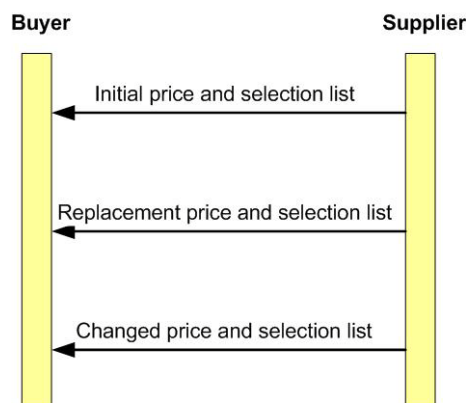 Buyer
Supplier
Initial price and selection list
Replacement price and selection list
Changed price and selection list